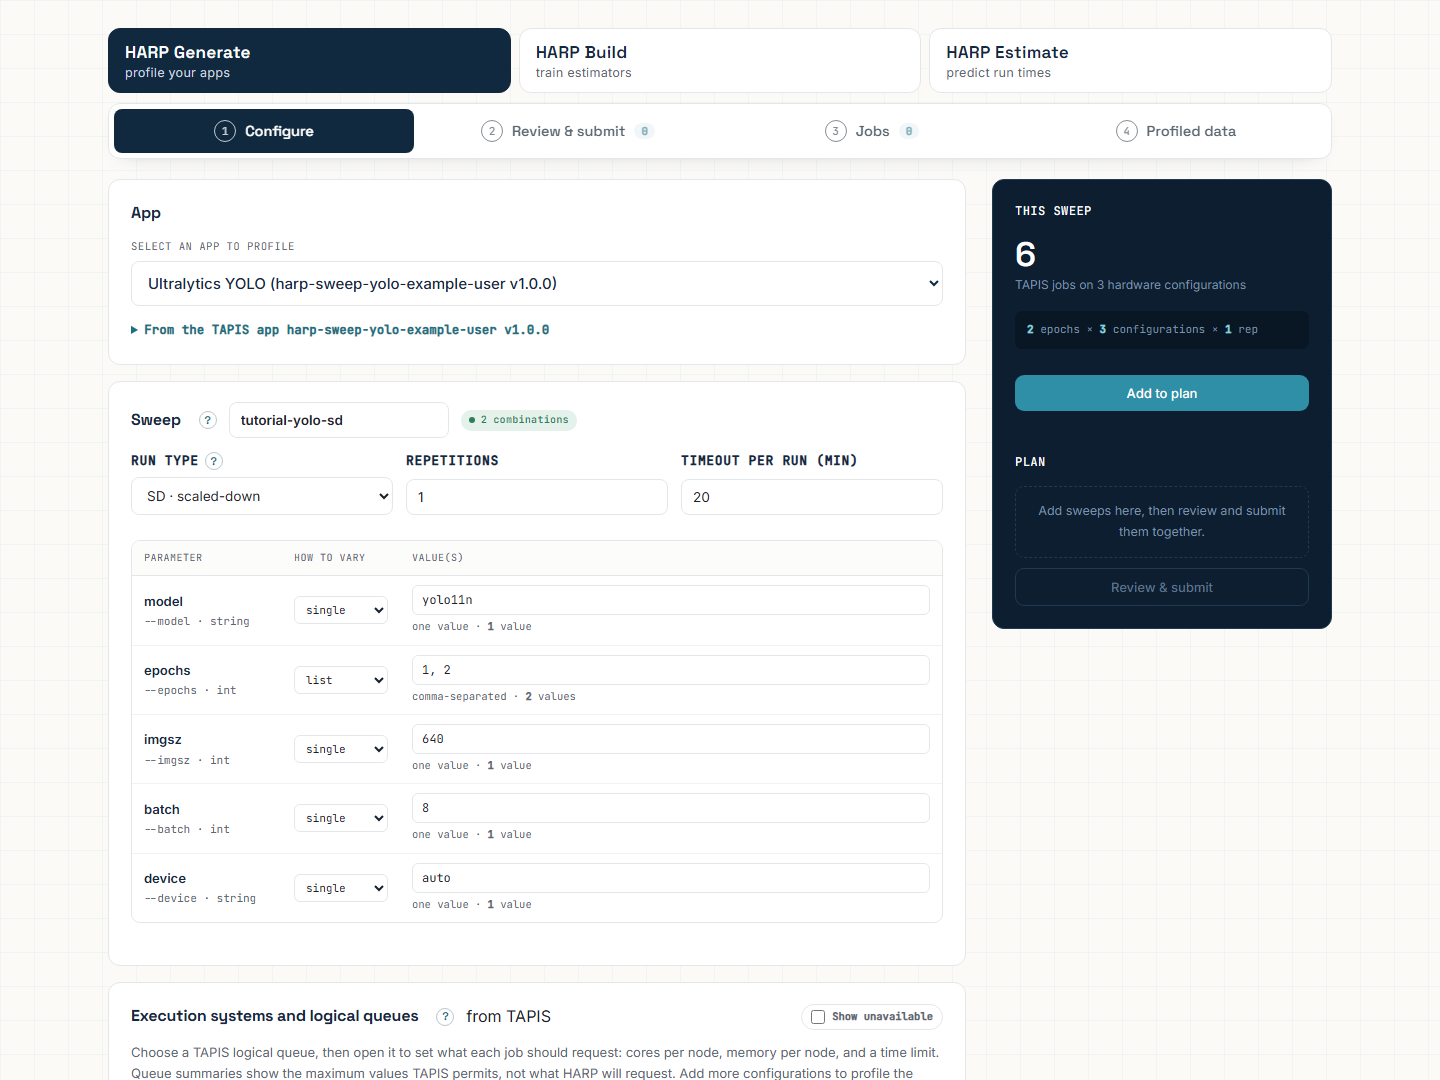 HARP Generate
profile your apps
HARP Build
train estimators
HARP Estimate
predict run times
1 Configure
2 Review & submit 0
3 Jobs 0
4 Profiled data
App
SELECT AN APP TO PROFILE
Ultralytics YOLO (harp-sweep-yolo-example-user v1.0.0)
From the TAPIS app harp-sweep-yolo-example-user v1.0.0
Sweep ? tutorial-yolo-sd 2 combinations
RUN TYPE ? REPETITIONS TIMEOUT PER RUN (MIN)
SD · scaled-down 1 20
PARAMETER HOW TO VARY VALUE(S)
model
--model · string
single
yolo11n
one value · 1 value
epochs
--epochs · int
list
1, 2
comma-separated · 2 values
imgsz
--imgsz · int
single
640
one value · 1 value
batch
--batch · int
single
8
one value · 1 value
device
--device · string
single
auto
one value · 1 value
Execution systems and logical queues ? from TAPIS Show unavailable
Choose a TAPIS logical queue, then open it to set what each job should request: cores per node, memory per node, and a time limit.
Queue summaries show the maximum values TAPIS permits, not what HARP will request. Add more configurations to profile the
THIS SWEEP
6
TAPIS jobs on 3 hardware configurations
2 epochs × 3 configurations × 1 rep
Add to plan
PLAN
Add sweeps here, then review and submit
them together.
Review & submit